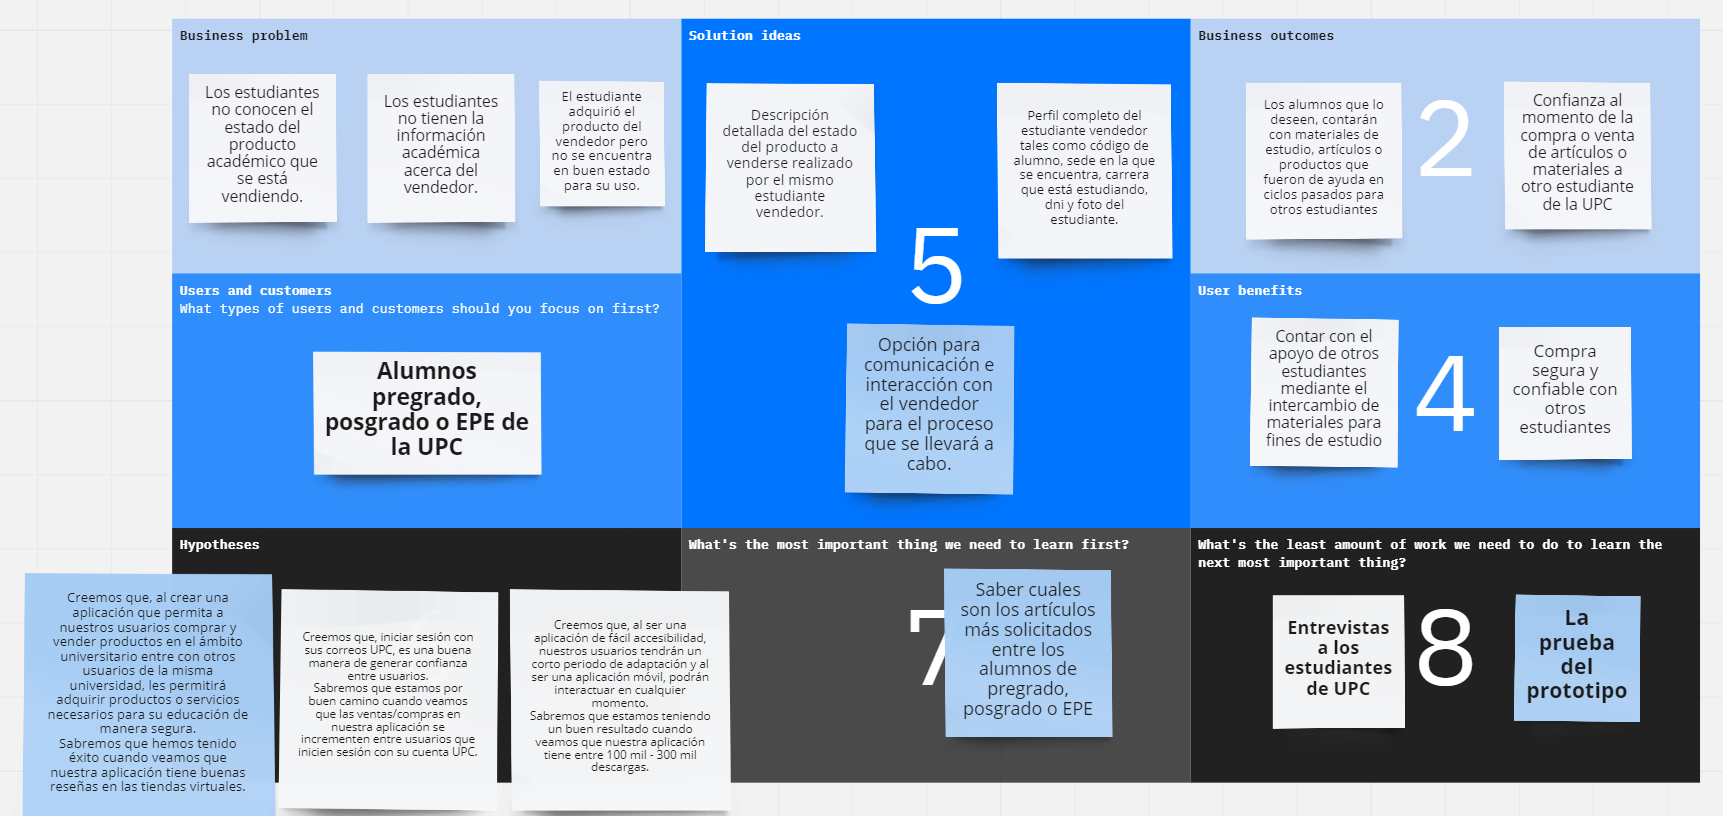 Business problem
Los estudiantes
no conocen el
estado del
producto
académico que
se está
vendiendo.
Los estudiantes
no tienen la
información
académica
acerca del
vendedor.
El estudiante
adquirió el
producto del
vendedor pero
no se encuentra
en buen estado
para su uso.
Solution ideas
Descripción
detallada del estado
del producto a
venderse realizado
por el mismo
estudiante
vendedor.
5
Perfil completo del
estudiante vendedor
tales como código de
alumno, sede en la que
se encuentra, carrera
que está estudiando,
dni y foto del
estudiante.
Opción para
comunicación e
interacción con
el vendedor
para el proceso
que se llevará a
cabo.
Business outcomes
Los alumnos que lo
deseen, contarán
con materiales de
estudio, artículos o
productos que
fueron de ayuda en
ciclos pasados para
otros estudiantes
2
Confianza al
momento de la
compra o venta
de artículos o
materiales a
otro estudiante
de la UPC
Users and customers
What types of users and customers should you focus on first?
Alumnos
pregrado,
posgrado o EPE de
la UPC
User benefits
Contar con el
apoyo de otros
estudiantes
mediante el
intercambio de
materiales para
fines de estudio
4
Compra
segura y
confiable con
otros
estudiantes
Hypotheses
Creemos que, al crear una
aplicación que permita a
nuestros usuarios comprar y
vender productos en el ámbito
universitario entre con otros
usuarios de la misma
universidad, les permitirá
adquirir productos o servicios
necesarios para su educación de
manera segura.
Sabremos que hemos tenido
éxito cuando veamos que
nuestra aplicación tiene buenas
reseñas en las tiendas virtuales.
Creemos que, iniciar sesión con
sus correos UPC, es una buena
manera de generar confianza
entre usuarios.
Sabremos que estamos por
buen camino cuando veamos
que las ventas/compras en
nuestra aplicación se
incrementen entre usuarios que
inicien sesión con su cuenta UPC.
Creemos que, al ser una
aplicación de fácil accesibilidad,
nuestros usuarios tendrán un
corto periodo de adaptación y al
ser una aplicación móvil, podrán
interactuar en cualquier
momento.
Sabremos que estamos teniendo
un buen resultado cuando
veamos que nuestra aplicación
tiene entre 100 mil - 300 mil
descargas.
What's the most important thing we need to learn first?
7
Saber cuales
son los artículos
más solicitados
entre los
alumnos de
pregrado,
posgrado o EPE
What's the least amount of work we need to do to learn the
next most important thing?
Entrevistas
a los
estudiantes
de UPC
8
La
prueba
del
prototipo